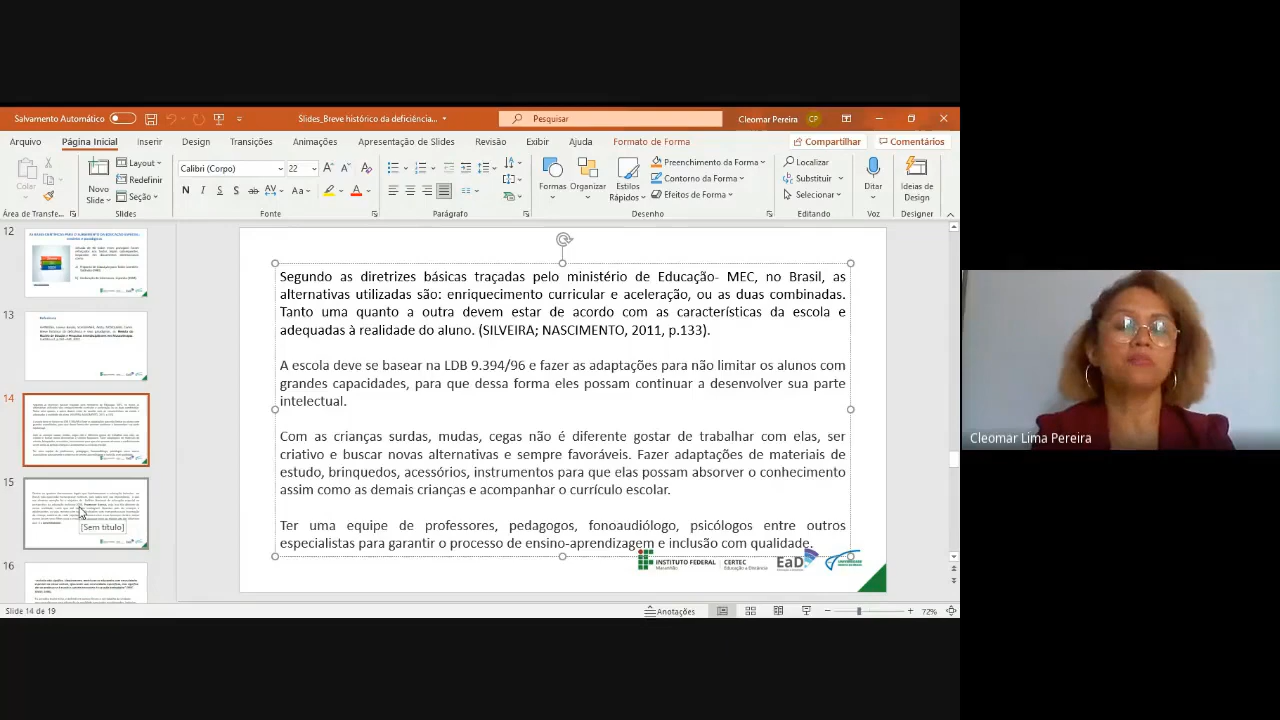 Salvamento Automático
Slides_Breve histórico da deficiência...
Pesquisar
Cleomar Pereira
CP
Arquivo
Página Inicial
Inserir
Design
Transições
Animações
Apresentação de Slides
Revisão
Exibir
Ajuda
Formato de Forma
Compartilhar
Comentários
Colar
Novo
Slide
Layout
Redefinir
Seção
Calibri (Corpo)
22
N I S S ab AV Aa A
Formas
Organizar
Estilos
Rápidos
Preenchimento da Forma
Contorno da Forma
Efeitos de Forma
Localizar
Substituir
Selecionar
Ditar
Ideias de
Design
Área de Transfe...
Slides
Fonte
Parágrafo
Desenho
Editando
Voz
Designer
12
13
Referências
14
15
[Sem título]
16
Segundo as diretrizes básicas traçadas pelo ministério de Educação- MEC, no Brasil as
alternativas utilizadas são: enriquecimento curricular e aceleração, ou as duas combinadas.
Tanto uma quanto a outra devem estar de acordo com as características da escola e
adequadas à realidade do aluno. (SILVEIRA; NASCIMENTO, 2011, p.133).
A escola deve se basear na LDB 9.394/96 e fazer as adaptações para não limitar os alunos com
grandes capacidades, para que dessa forma eles possam continuar a desenvolver sua parte
intelectual.
Com as crianças surdas, mudas, cegas não é diferente gostar de trabalhar com eles, ser
criativo e buscar novas alternativas e sempre favoráveis. Fazer adaptações de materiais de
estudo, brinquedos, acessórios, instrumentos para que elas possam absorver o conhecimento
assim como as demais crianças e acompanhar o currículo escolar.
Ter uma equipe de professores, pedagogos, fonoaudiólogo, psicólogos entre outros
especialistas para garantir o processo de ensino-aprendizagem e inclusão com qualidade.
INSTITUTO FEDERAL
Maranhão
CERTEC
Educação a Distância
EaD
Slide 14 de 19
Anotações
72%
Cleomar Lima Pereira